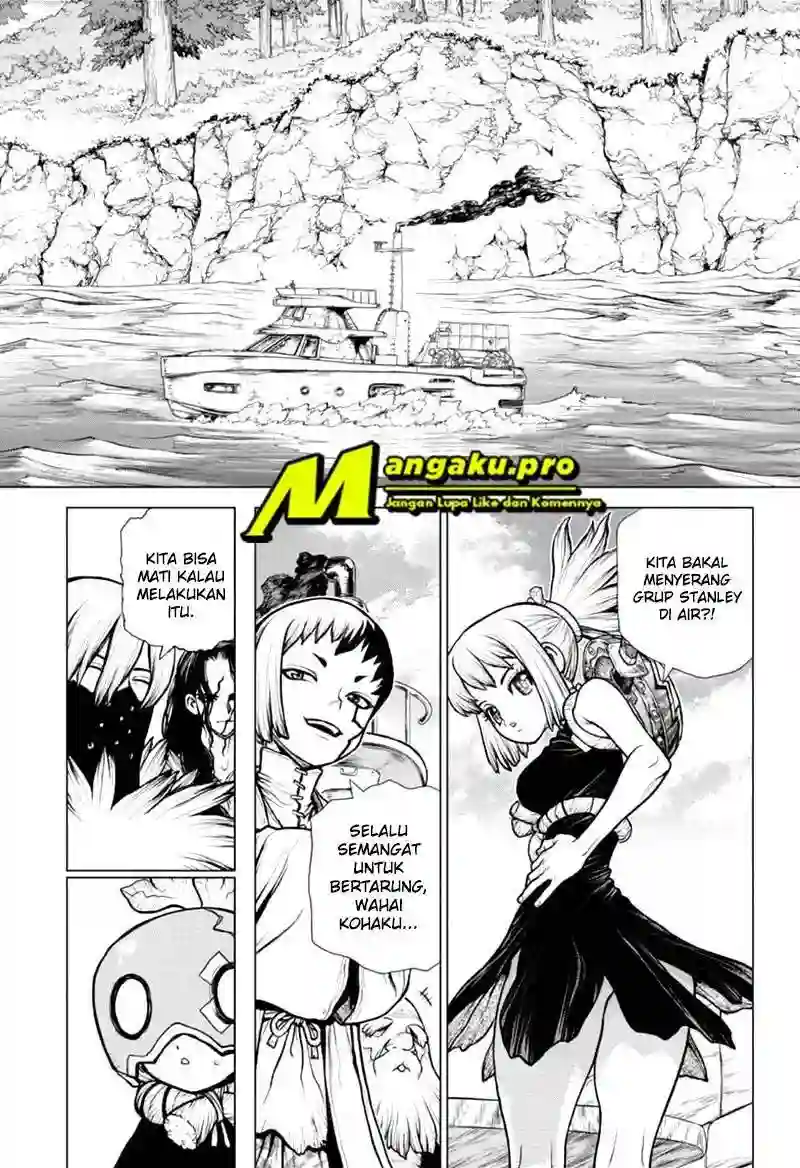 Mangaku.pro
Jangan Lupa Like dan Komennya
KITA BAKAL
MENYERANG
GRUP STANLEY
DI AIR?!
SELALU
SEMANGAT
UNTUK
BERTARUNG,
WAHAI
KOHAKU...
KITA BISA
MATI KALAU
MELAKUKAN
ITU.